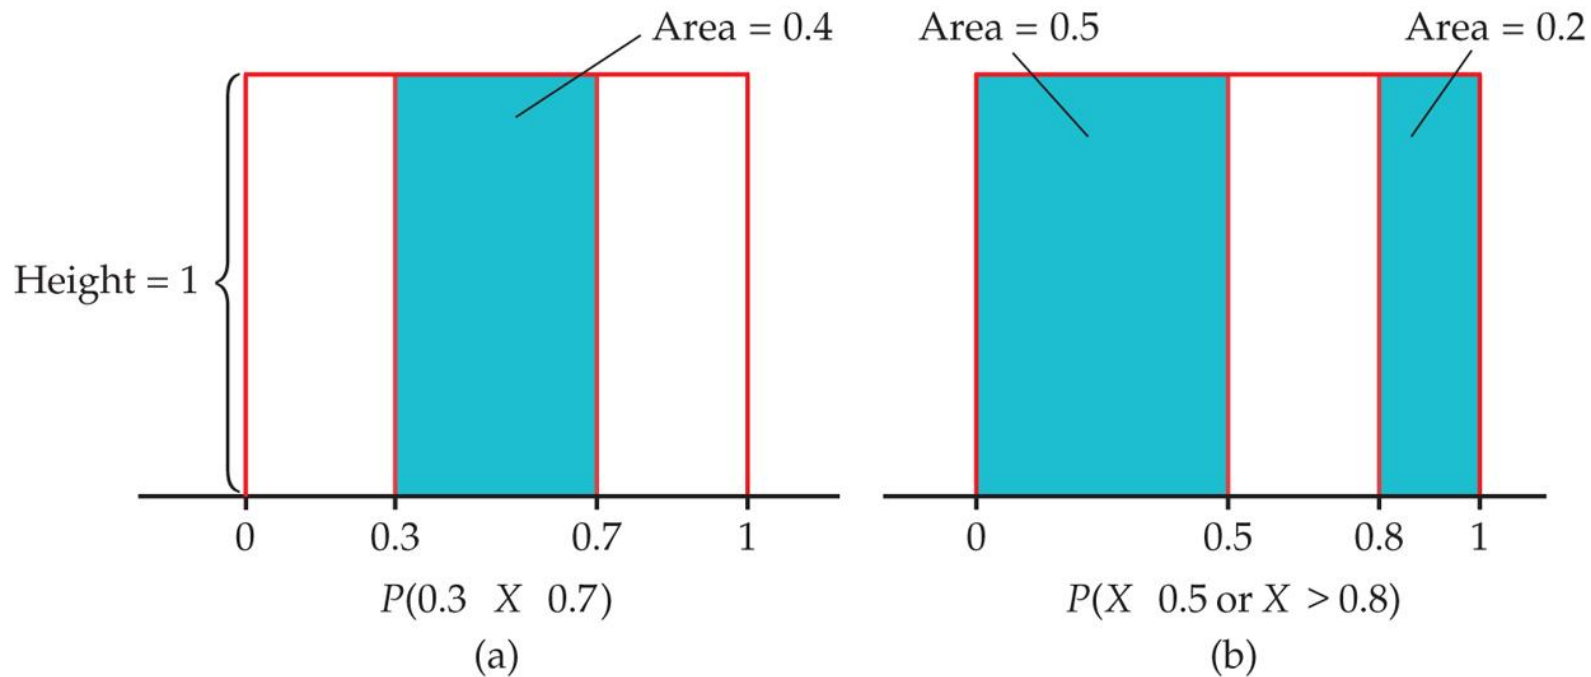 Area = 0.4
Height = 1
0 0.3 0.7 1
P(0.3 X 0.7)
(a)
Area = 0.5 Area = 0.2
0 0.5 0.8 1
P(X 0.5 or X > 0.8)
(b)